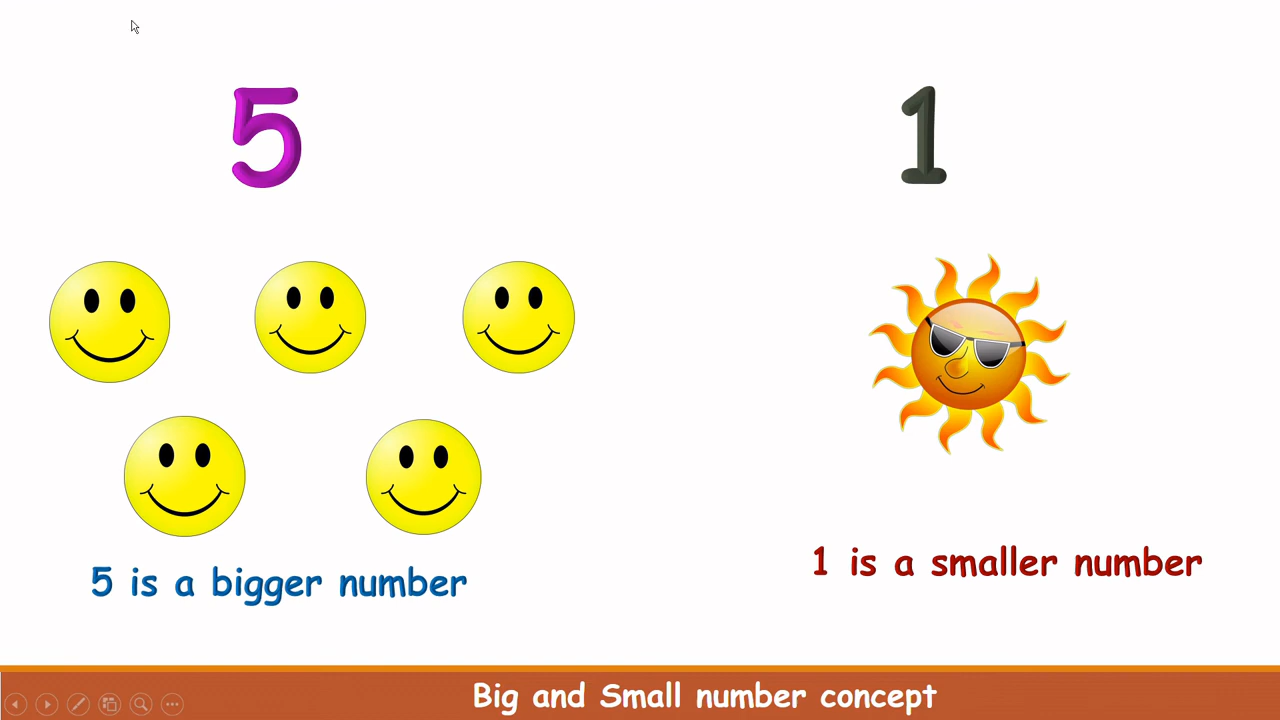 5
1
5 is a bigger number
1 is a smaller number
Big and Small number concept